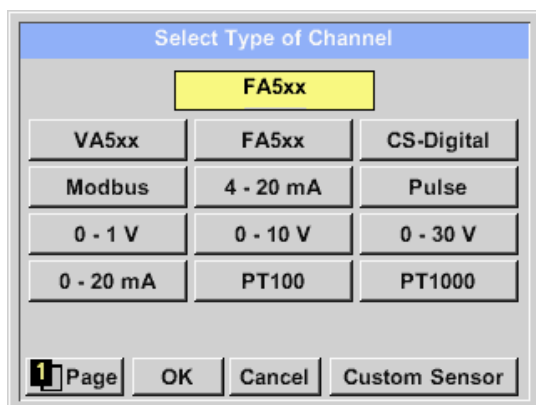 Select Type of Channel
FA5xx
VA5xx FA5xx CS-Digital
Modbus 4 - 20 mA Pulse
0 - 1 V 0 - 10 V 0 - 30 V
0 - 20 mA PT100 PT1000
1 Page OK Cancel Custom Sensor